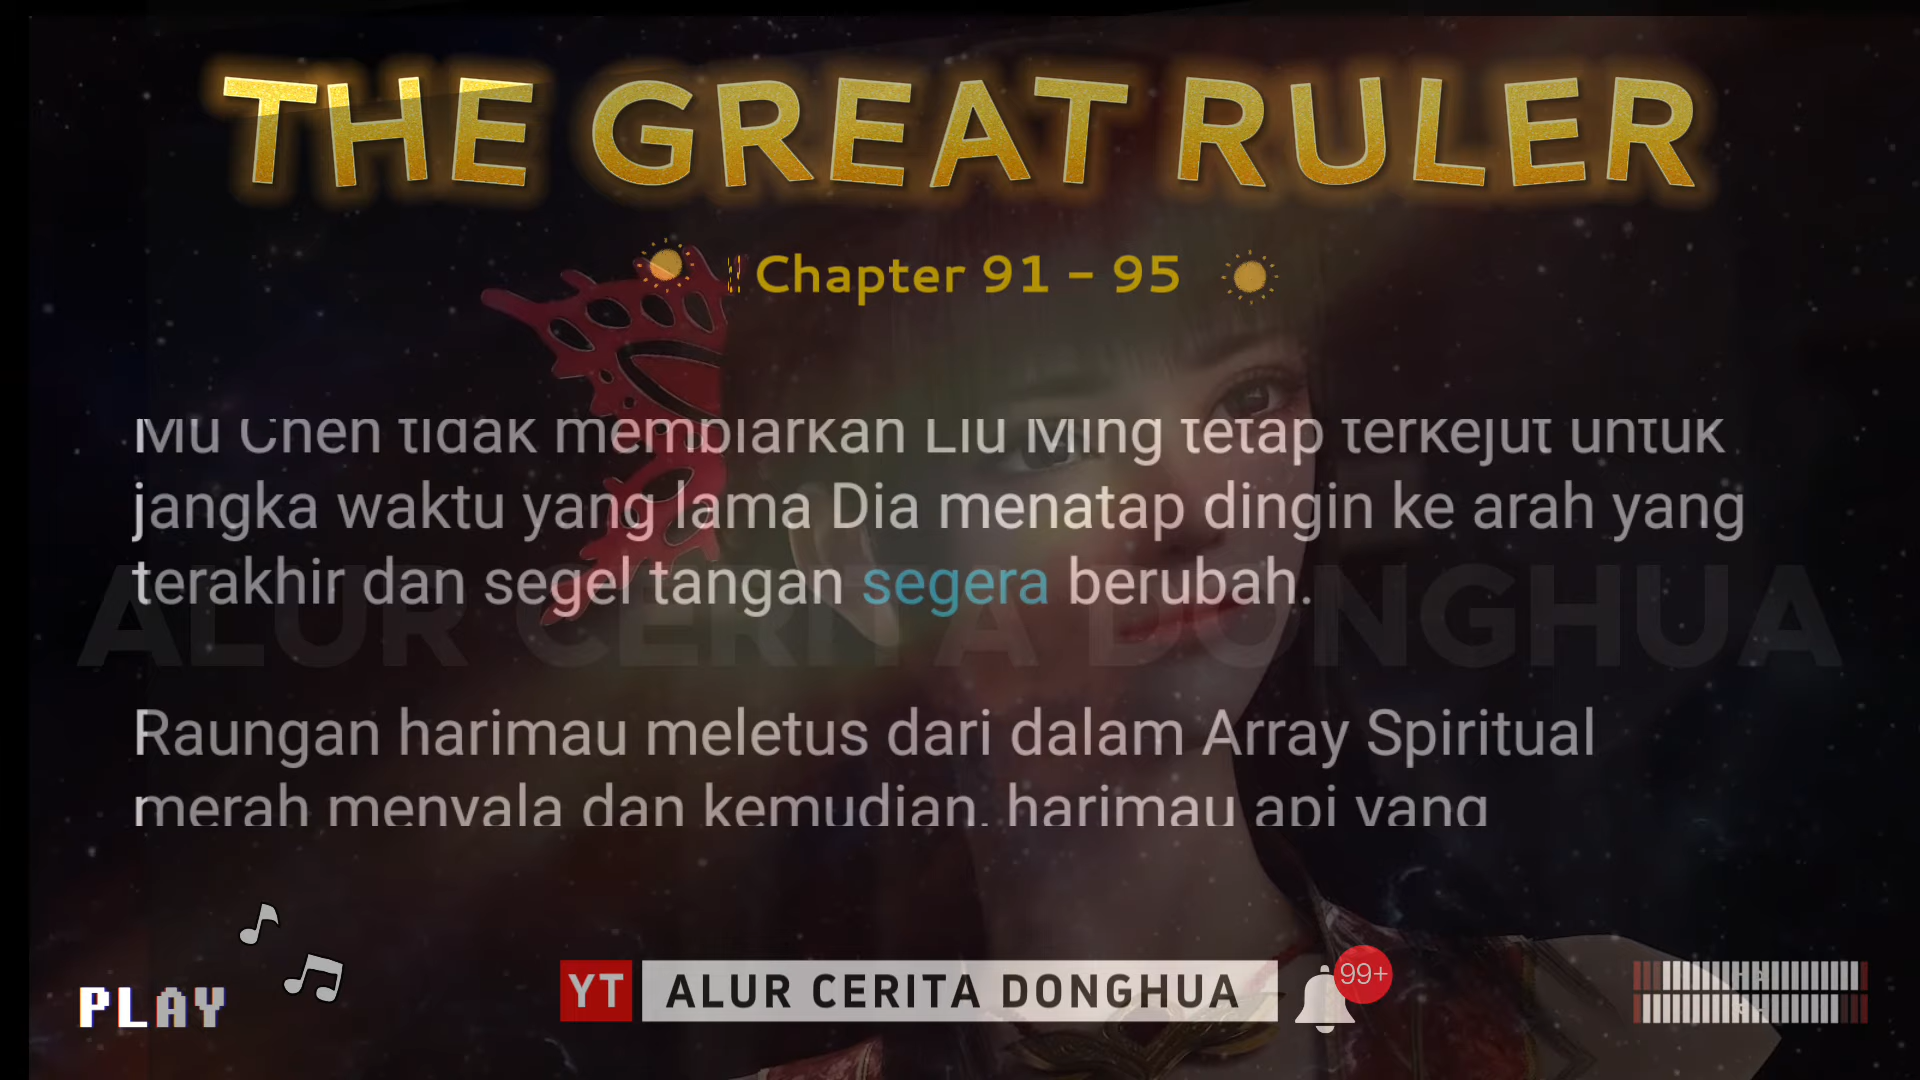 THE GREAT RULER
Chapter 91 - 95
Mu Chen tidak membiarkan Liu Ming tetap terkejut untuk
jangka waktu yang lama Dia menatap dingin ke arah yang
terakhir dan segel tangan segera berubah.
ALUR CERITA DONGHUA
Raungan harimau meletus dari dalam Array Spiritual
merah menyala dan kemudian, harimau api yang
PLAY
YT ALUR CERITA DONGHUA 99+